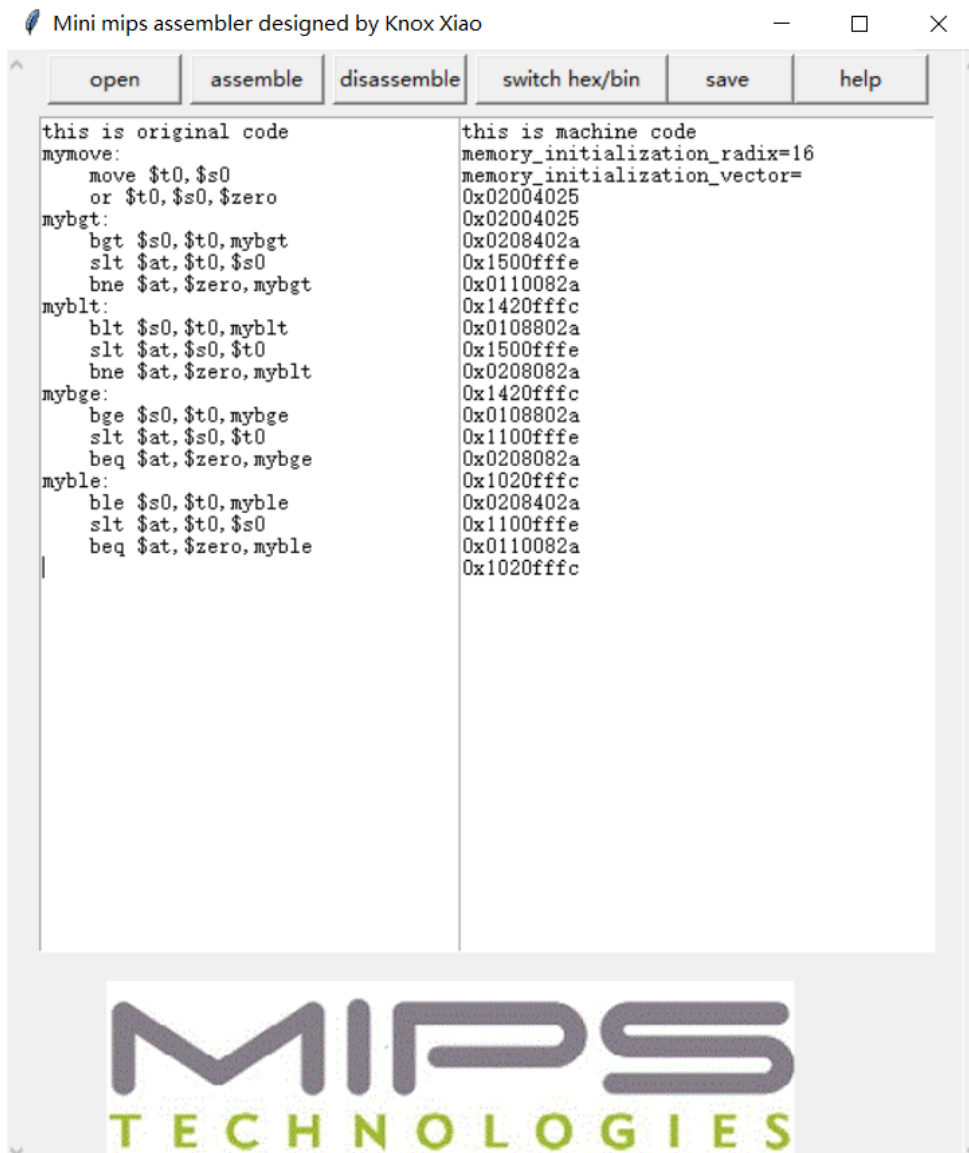 Mini mips assembler designed by Knox Xiao
open assemble disassemble switch hex/bin save help
this is original code
mymove:
move $t0,$s0
or $t0,$s0,$zero
mybgt:
bgt $s0,$t0,mybgt
slt $at,$t0,$s0
bne $at,$zero,mybgt
myblt:
blt $s0,$t0,myblt
slt $at,$s0,$t0
bne $at,$zero,myblt
mybge:
bge $s0,$t0,mybge
slt $at,$s0,$t0
beq $at,$zero,mybge
myble:
ble $s0,$t0,myble
slt $at,$t0,$s0
beq $at,$zero,myble
this is machine code
memory_initialization_radix=16
memory_initialization_vector=
0x02004025
0x02004025
0x0208402a
0x1500fffe
0x0110082a
0x1420fffc
0x0108802a
0x1500fffe
0x0208082a
0x1420fffc
0x0108802a
0x1100fffe
0x0208082a
0x1020fffc
0x0208402a
0x1100fffe
0x0110082a
0x1020fffc
MIPS
TECHNOLOGIES